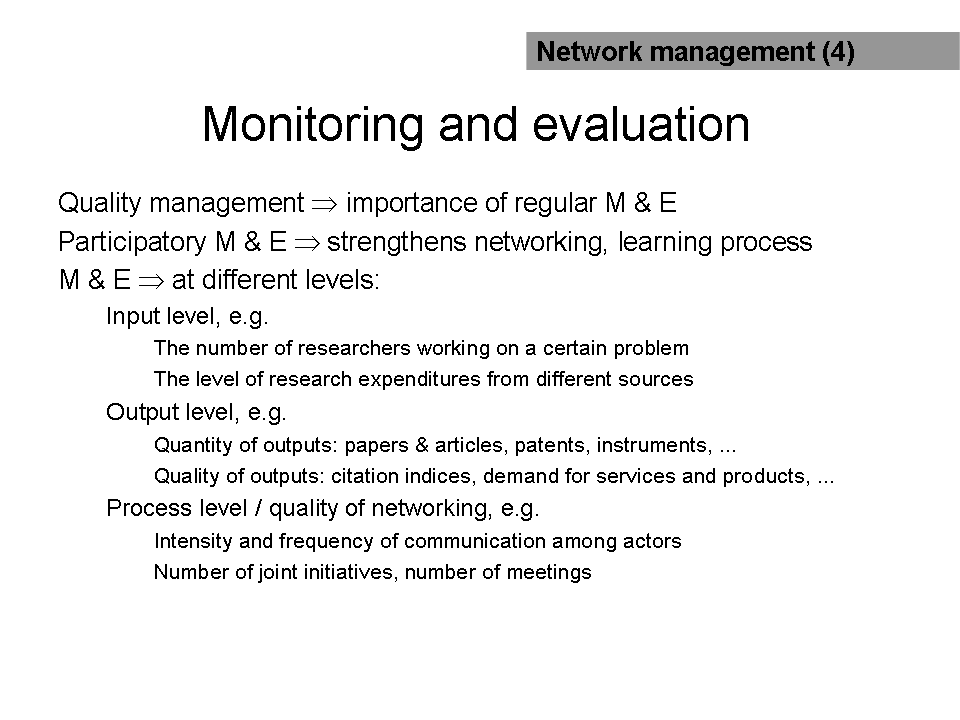 Network management (4)
Monitoring and evaluation
Quality management ⇒ importance of regular M & E
Participatory M & E ⇒ strengthens networking, learning process
M & E ⇒ at different levels:
Input level, e.g.
The number of researchers working on a certain problem
The level of research expenditures from different sources
Output level, e.g.
Quantity of outputs: papers & articles, patents, instruments, ...
Quality of outputs: citation indices, demand for services and products, ...
Process level / quality of networking, e.g.
Intensity and frequency of communication among actors
Number of joint initiatives, number of meetings